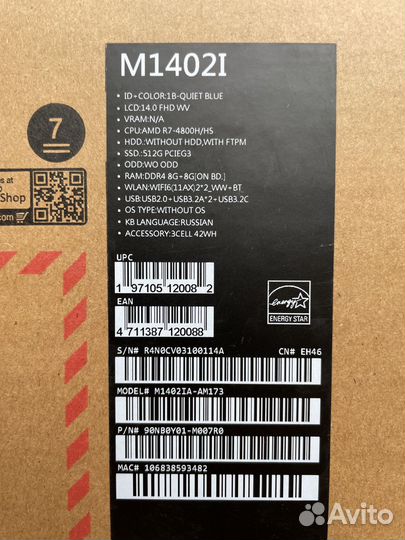 M1402I
• ID+COLOR:1B-QUIET BLUE
• LCD:14.0 FHD WV
• VRAM:N/A
• CPU:AMD R7-4800H/HS
• HDD:WITHOUT HDD,WITH FTPM
• SSD:512G PCIEG3
• ODD:WO ODD
• RAM:DDR4 8G+8G[ON BD.]
• WLAN:WIFI6(11AX)2*2_WW+BT
• USB:USB2.0+USB3.2A*2+USB3.2C
• OS TYPE:WITHOUT OS
• KB LANGUAGE:RUSSIAN
• ACCESSORY:3CELL 42WH
7
s at
Shop
.com
UPC
1 97105 12008 2
EAN
4 711387 120088
energy
ENERGY STAR
S/N# R4N0CV03100114A CN# EH46
MODEL# M1402IA-AM173
P/N# 90NB0Y01-M007R0
MAC# 106838593482
Avito